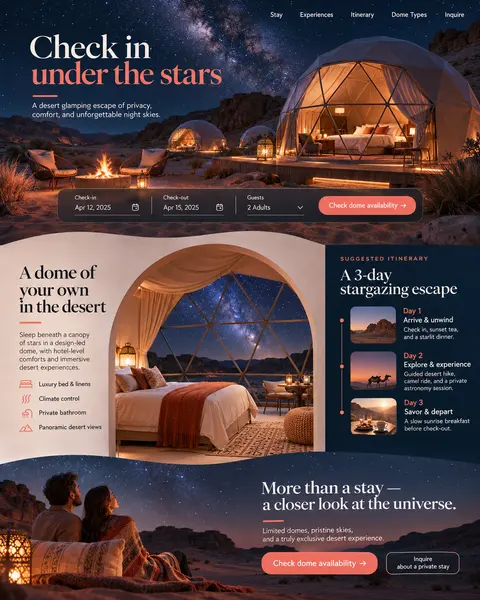 Stay Experiences Itinerary Dome Types Inquire
Check in
under the stars
A desert glamping escape of privacy,
comfort, and unforgettable night skies.
Check-in
Apr 12, 2025
Check-out
Apr 15, 2025
Guests
2 Adults
Check dome availability →
A dome of
your own
in the desert
Sleep beneath a canopy
of stars in a design-led
dome, with hotel-level
comforts and immersive
desert experiences.
Luxury bed & linens
Climate control
Private bathroom
Panoramic desert views
SUGGESTED ITINERARY
A 3-day
stargazing escape
Day 1
Arrive & unwind
Check in, sunset tea,
and a starlit dinner.
Day 2
Explore & experience
Guided desert hike,
camel ride, and a private
astronomy session.
Day 3
Savor & depart
A slow sunrise breakfast
before check-out.
More than a stay —
a closer look at the universe.
Limited domes, pristine skies,
and a truly exclusive desert experience.
Check dome availability →
Inquire
about a private stay